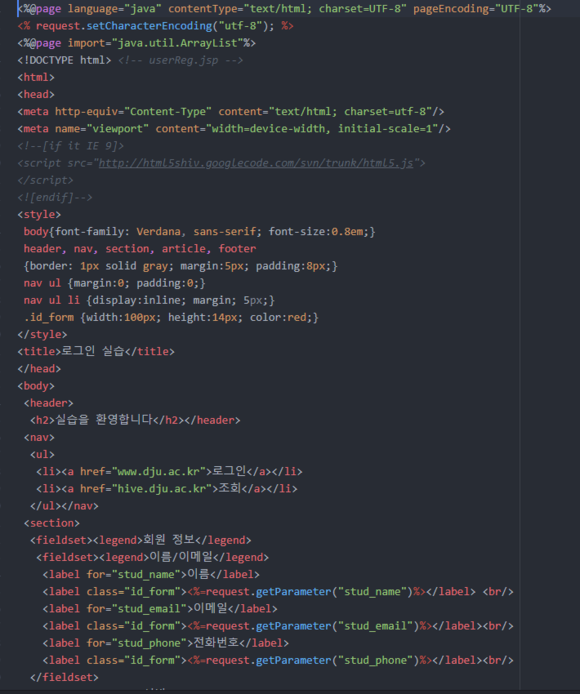 <%@page language="java" contentType="text/html; charset=UTF-8" pageEncoding="UTF-8"%>
<% request.setCharacterEncoding("utf-8"); %>
<%@page import="java.util.ArrayList"%>
<!DOCTYPE html> <!-- userReg.jsp -->
<html>
<head>
<meta http-equiv="Content-Type" content="text/html; charset=utf-8"/>
<meta name="viewport" content="width=device-width, initial-scale=1"/>
<!--[if it IE 9]>
<script src="http://html5shiv.googlecode.com/svn/trunk/html5.js">
</script>
<![endif]-->
<style>
body{font-family: Verdana, sans-serif; font-size:0.8em;}
header, nav, section, article, footer
{border: 1px solid gray; margin:5px; padding:8px;}
nav ul {margin:0; padding:0;}
nav ul li {display:inline; margin; 5px;}
.id_form {width:100px; height:14px; color:red;}
</style>
<title>로그인 실습</title>
</head>
<body>
<header>
<h2>실습을 환영합니다</h2></header>
<nav>
<ul>
<li><a href="www.dju.ac.kr">로그인</a></li>
<li><a href="hive.dju.ac.kr">조회</a></li>
</ul></nav>
<section>
<fieldset><legend>회원 정보</legend>
<fieldset><legend>이름/이메일</legend>
<label for="stud_name">이름</label>
<label class="id_form"><%=request.getParameter("stud_name")%></label> <br/>
<label for="stud_email">이메일</label>
<label class="id_form"><%=request.getParameter("stud_email")%></label><br/>
<label for="stud_phone">전화번호</label>
<label class="id_form"><%=request.getParameter("stud_phone")%></label><br/>
</fieldset>